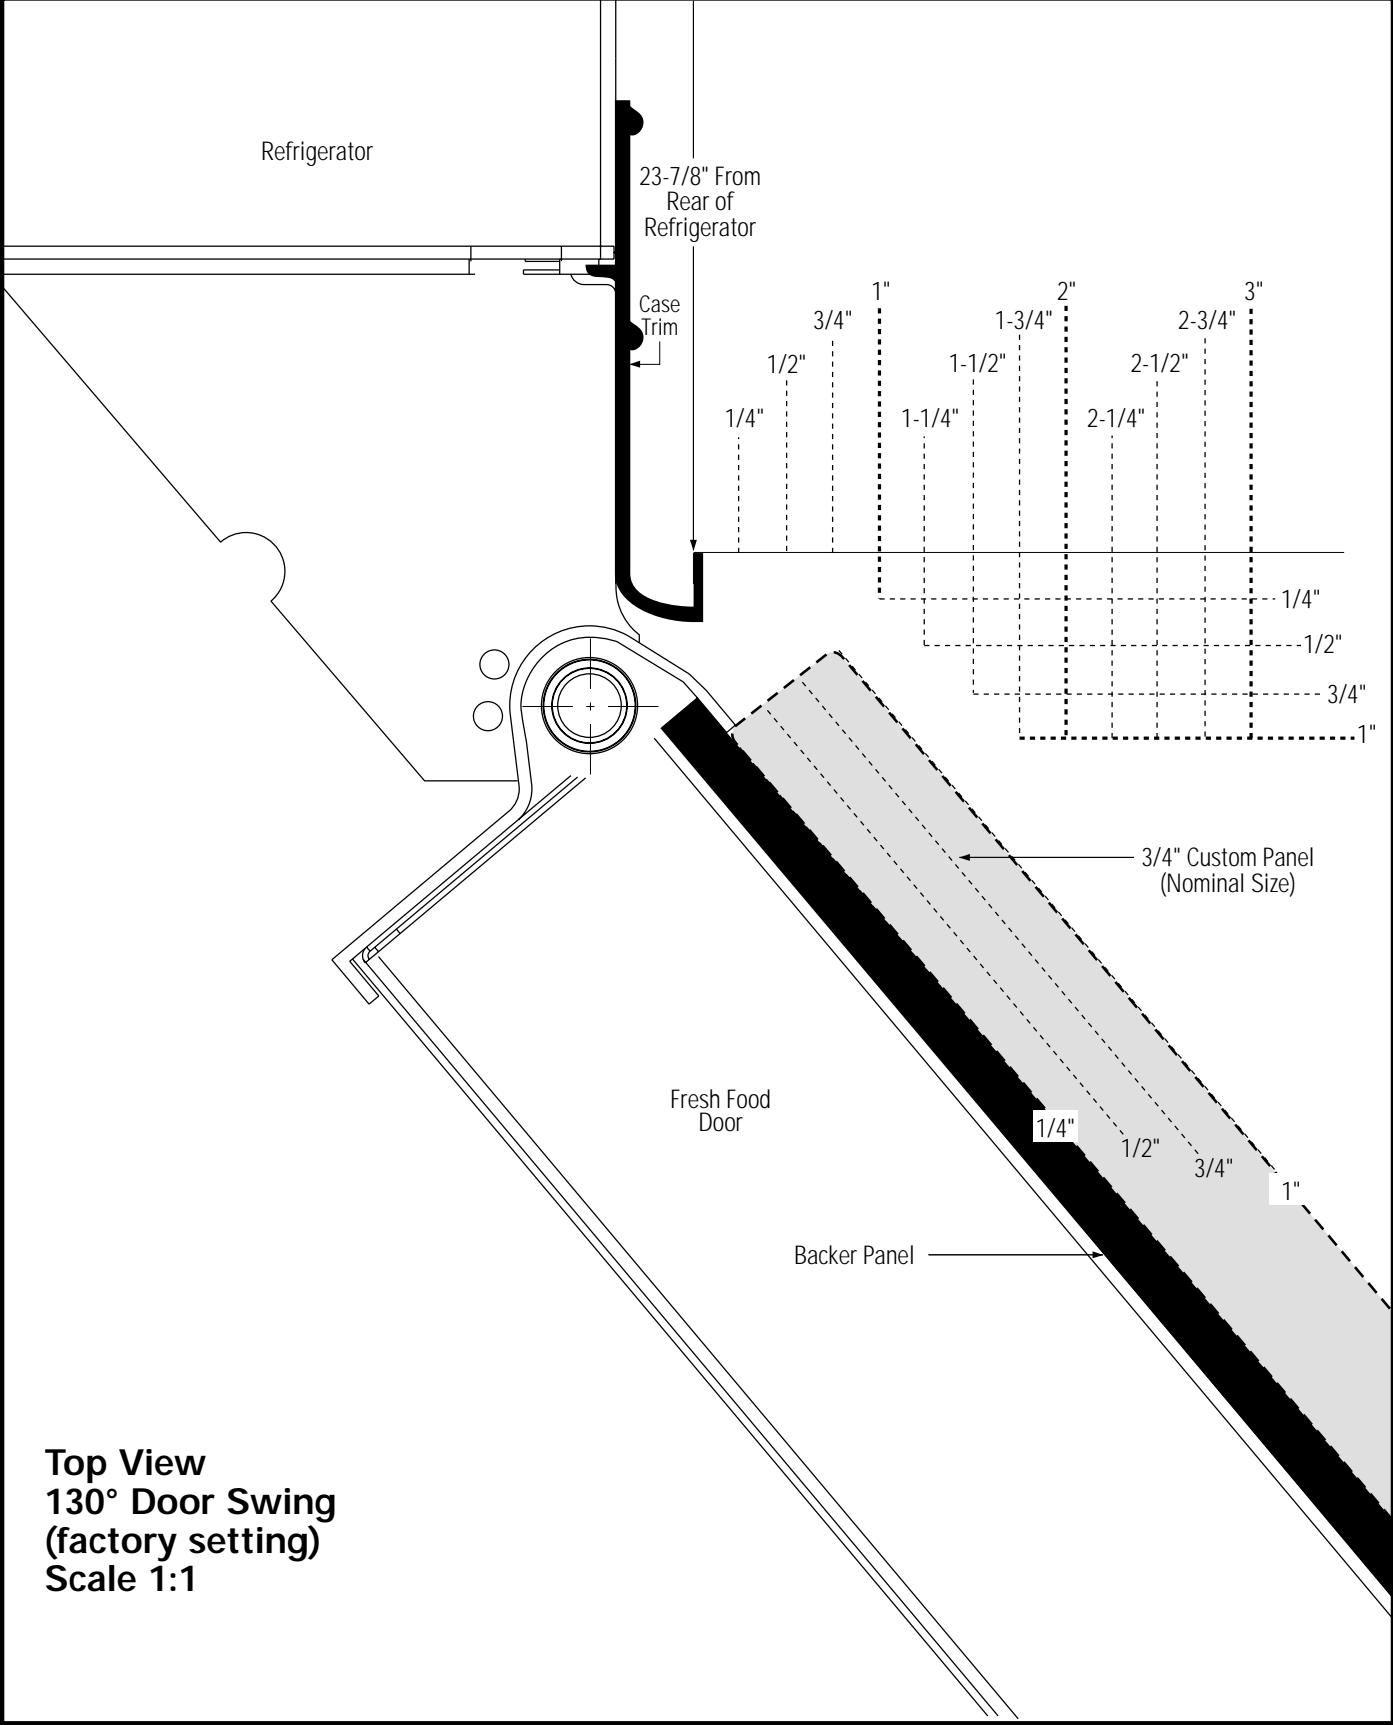 Refrigerator
23-7/8" From
Rear of
Refrigerator
Case
Trim
1/4"
1/2"
3/4"
1"
1-1/4"
1-1/2"
1-3/4"
2"
2-1/4"
2-1/2"
2-3/4"
3"
1/4"
1/2"
3/4"
1"
3/4" Custom Panel
(Nominal Size)
Fresh Food
Door
1/4"
1/2"
3/4"
1"
Backer Panel
Top View
130° Door Swing
(factory setting)
Scale 1:1